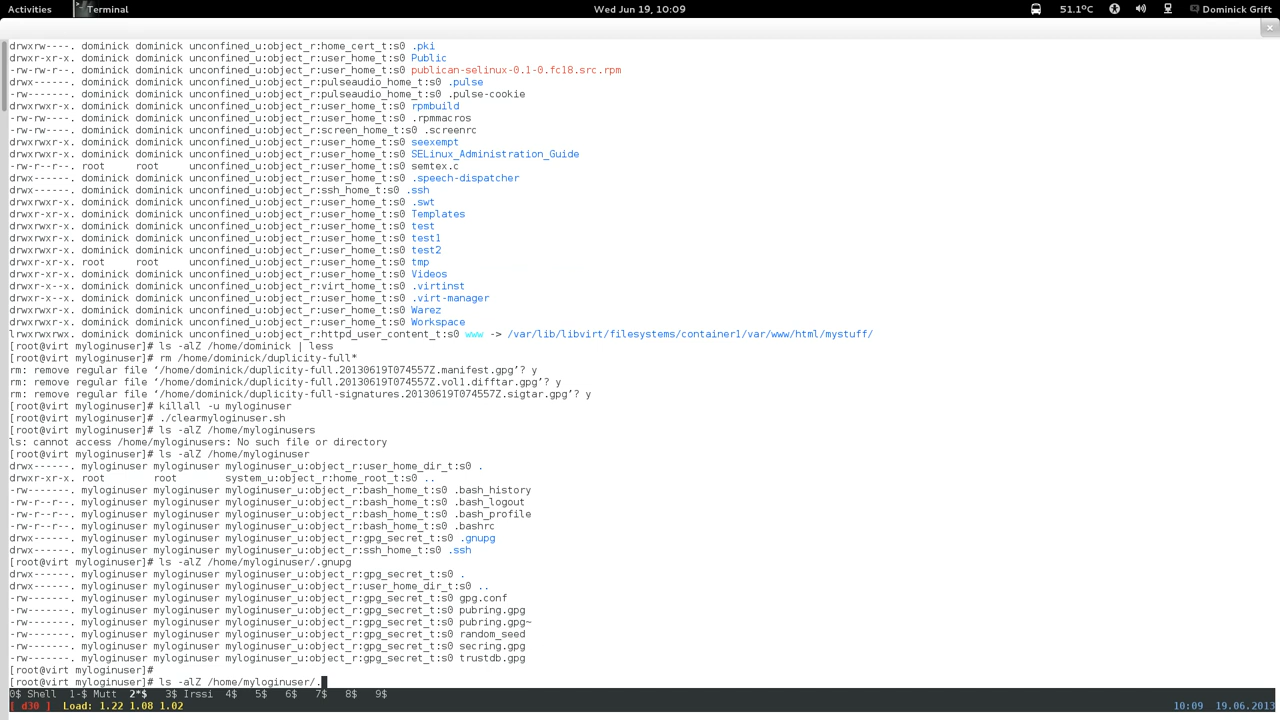 Activities Terminal Wed Jun 19, 10:09 51.1°C Dominick Grift
drwxrw----. dominick dominick unconfined_u:object_r:home_cert_t:s0 .pki
drwxr-xr-x. dominick dominick unconfined_u:object_r:user_home_t:s0 Public
-rw-rw-r--. dominick dominick unconfined_u:object_r:user_home_t:s0 publican-selinux-0.1-0.fc18.src.rpm
drwx------. dominick dominick unconfined_u:object_r:pulseaudio_home_t:s0 .pulse
-rw-------. dominick dominick unconfined_u:object_r:pulseaudio_home_t:s0 .pulse-cookie
drwxrwxr-x. dominick dominick unconfined_u:object_r:user_home_t:s0 rpmbuild
-rw-rw----. dominick dominick unconfined_u:object_r:user_home_t:s0 .rpmmacros
-rw-rw----. dominick dominick unconfined_u:object_r:screen_home_t:s0 .screenrc
drwxrwxr-x. dominick dominick unconfined_u:object_r:user_home_t:s0 seexempt
drwxrwxr-x. dominick dominick unconfined_u:object_r:user_home_t:s0 SELinux_Administration_Guide
-rw-r--r--. root root unconfined_u:object_r:user_home_t:s0 semtex.c
drwx------. dominick dominick unconfined_u:object_r:user_home_t:s0 .speech-dispatcher
drwx------. dominick dominick unconfined_u:object_r:ssh_home_t:s0 .ssh
drwxrwxr-x. dominick dominick unconfined_u:object_r:user_home_t:s0 .swt
drwxr-xr-x. dominick dominick unconfined_u:object_r:user_home_t:s0 Templates
drwxrwxr-x. dominick dominick unconfined_u:object_r:user_home_t:s0 test
drwxrwxr-x. dominick dominick unconfined_u:object_r:user_home_t:s0 test1
drwxrwxr-x. dominick dominick unconfined_u:object_r:user_home_t:s0 test2
drwxr-xr-x. root root unconfined_u:object_r:user_home_t:s0 tmp
drwxr-xr-x. dominick dominick unconfined_u:object_r:user_home_t:s0 Videos
drwxrwx--x. dominick dominick unconfined_u:object_r:virt_home_t:s0 .virtinst
drwxr-x--x. dominick dominick unconfined_u:object_r:user_home_t:s0 .virt-manager
drwxrwxr-x. dominick dominick unconfined_u:object_r:user_home_t:s0 Warez
drwxrwxr-x. dominick dominick unconfined_u:object_r:user_home_t:s0 Workspace
lrwxrwxrwx. dominick dominick unconfined_u:object_r:httpd_user_content_t:s0 www -> /var/lib/libvirt/filesystems/container1/var/www/html/mystuff/
[root@virt myloginuser]# ls -alZ /home/dominick | less
[root@virt myloginuser]# rm /home/dominick/duplicity-full*
rm: remove regular file ‘/home/dominick/duplicity-full.20130619T074557Z.manifest.gpg’? y
rm: remove regular file ‘/home/dominick/duplicity-full.20130619T074557Z.vol1.difftar.gpg’? y
rm: remove regular file ‘/home/dominick/duplicity-full-signatures.20130619T074557Z.sigtar.gpg’? y
[root@virt myloginuser]# killall -u myloginuser
[root@virt myloginuser]# ./clearmyloginuser.sh
[root@virt myloginuser]# ls -alZ /home/myloginusers
ls: cannot access /home/myloginusers: No such file or directory
[root@virt myloginuser]# ls -alZ /home/myloginuser
drwx------. myloginuser myloginuser myloginuser_u:object_r:user_home_dir_t:s0 .
drwxr-xr-x. root root system_u:object_r:home_root_t:s0 ..
-rw-------. myloginuser myloginuser myloginuser_u:object_r:bash_home_t:s0 .bash_history
-rw-r--r--. myloginuser myloginuser myloginuser_u:object_r:bash_home_t:s0 .bash_logout
-rw-r--r--. myloginuser myloginuser myloginuser_u:object_r:bash_home_t:s0 .bash_profile
-rw-r--r--. myloginuser myloginuser myloginuser_u:object_r:bash_home_t:s0 .bashrc
drwx------. myloginuser myloginuser myloginuser_u:object_r:gpg_secret_t:s0 .gnupg
drwx------. myloginuser myloginuser myloginuser_u:object_r:ssh_home_t:s0 .ssh
[root@virt myloginuser]# ls -alZ /home/myloginuser/.gnupg
drwx------. myloginuser myloginuser myloginuser_u:object_r:gpg_secret_t:s0 .
drwx------. myloginuser myloginuser myloginuser_u:object_r:user_home_dir_t:s0 ..
-rw-------. myloginuser myloginuser myloginuser_u:object_r:gpg_secret_t:s0 gpg.conf
-rw-------. myloginuser myloginuser myloginuser_u:object_r:gpg_secret_t:s0 pubring.gpg
-rw-------. myloginuser myloginuser myloginuser_u:object_r:gpg_secret_t:s0 pubring.gpg~
-rw-------. myloginuser myloginuser myloginuser_u:object_r:gpg_secret_t:s0 random_seed
-rw-------. myloginuser myloginuser myloginuser_u:object_r:gpg_secret_t:s0 secring.gpg
-rw-------. myloginuser myloginuser myloginuser_u:object_r:gpg_secret_t:s0 trustdb.gpg
[root@virt myloginuser]#
[root@virt myloginuser]# ls -alZ /home/myloginuser/.
0$ Shell 1-$ Mutt 2*$ 3$ Irssi 4$ 5$ 6$ 7$ 8$ 9$
[ d30 ] Load: 1.22 1.08 1.02 10:09 19.06.2013